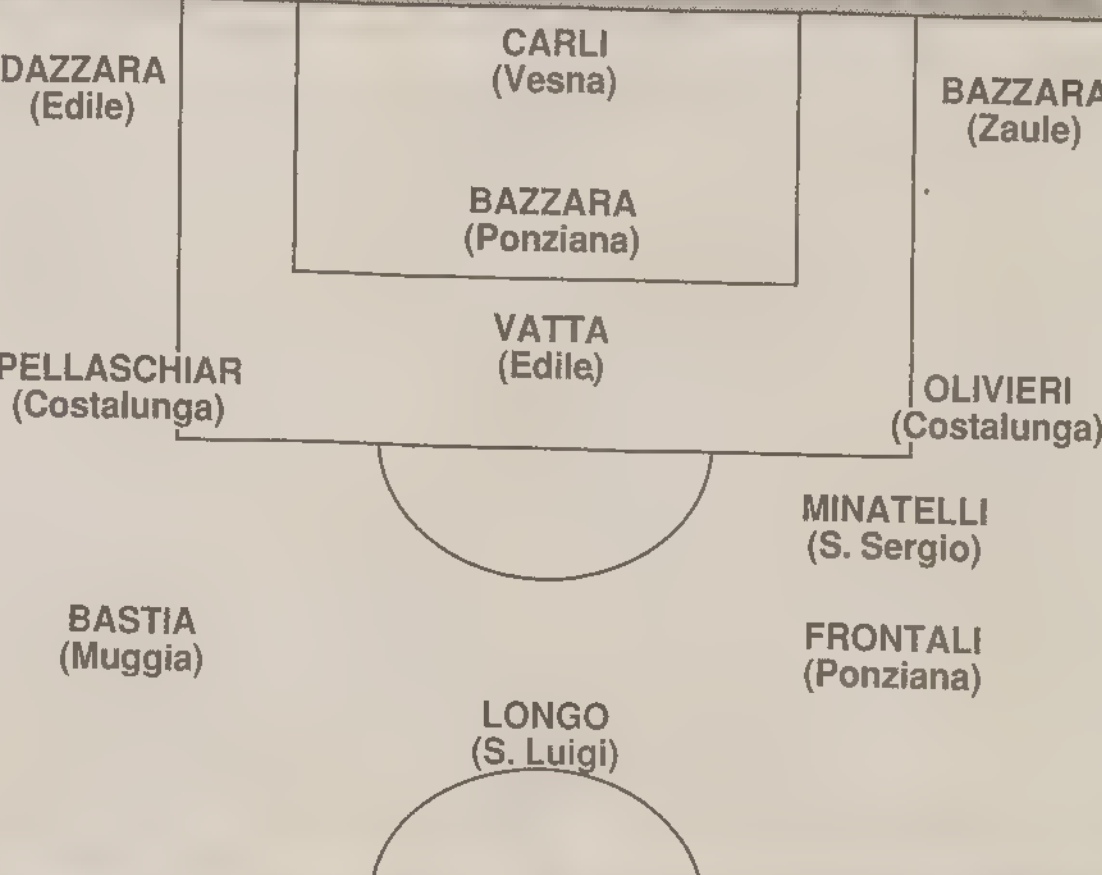 DAZZARA
(Edile)
CARLI
(Vesna)
BAZZARA
(Zaule)
BAZZARA
(Ponziana)
VATTA
(Edile)
PELLASCHIAR
(Costalunga)
OLIVIERI
(Costalunga)
MINATELLI
(S. Sergio)
BASTIA
(Muggia)
FRONTALI
(Ponziana)
LONGO
(S. Luigi)